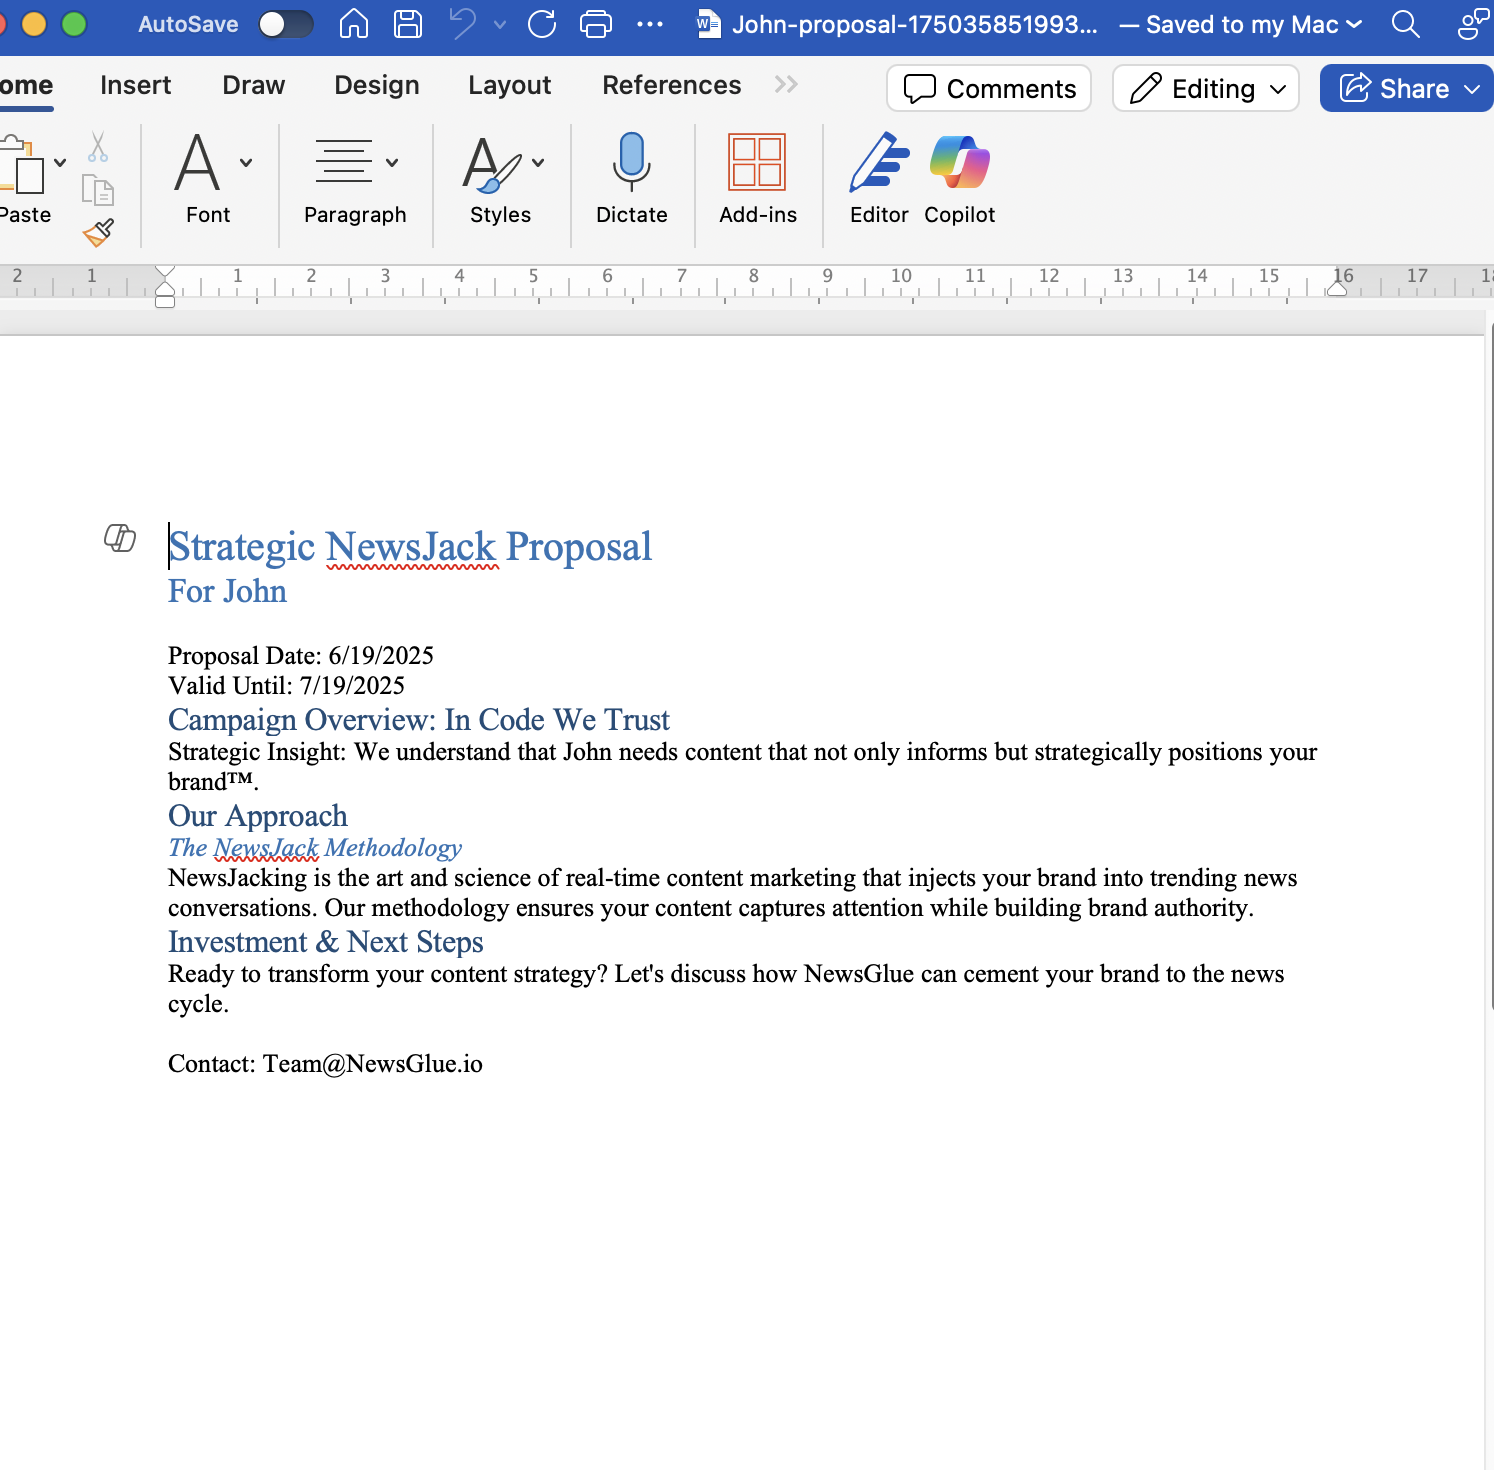 AutoSave
John-proposal-175035851993... — Saved to my Mac
ome Insert Draw Design Layout References
Comments Editing Share
Paste Font Paragraph Styles Dictate Add-ins Editor Copilot
2 1 1 2 3 4 5 6 7 8 9 10 11 12 13 14 15 16 17 18
Strategic NewsJack Proposal
For John
Proposal Date: 6/19/2025
Valid Until: 7/19/2025
Campaign Overview: In Code We Trust
Strategic Insight: We understand that John needs content that not only informs but strategically positions your
brand™.
Our Approach
The NewsJack Methodology
NewsJacking is the art and science of real-time content marketing that injects your brand into trending news
conversations. Our methodology ensures your content captures attention while building brand authority.
Investment & Next Steps
Ready to transform your content strategy? Let's discuss how NewsGlue can cement your brand to the news
cycle.
Contact: Team@NewsGlue.io